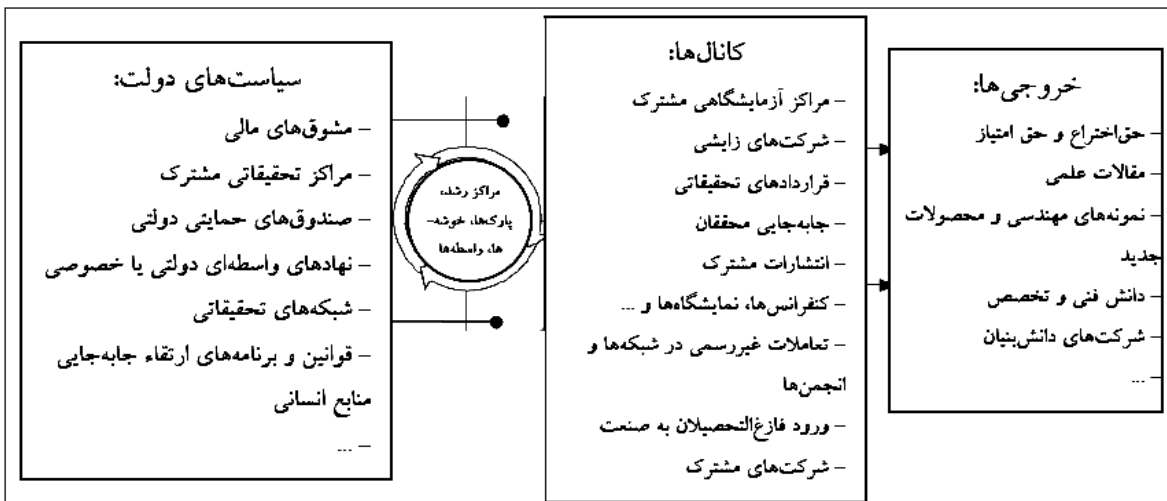 سیاست‌های دولت:
– مشوق‌های مالی
– مراکز تحقیقاتی مشترک
– صندوق‌های حمایتی دولتی
– نهادهای واسطه‌ای دولتی یا خصوصی
– شبکه‌های تحقیقاتی
– قوانین و برنامه‌های ارتقاء جابه‌جایی
منابع انسانی
– ...
مراکز رشد،
پارک‌ها، خوشه-
ها، واسطه‌ها
کانال‌ها:
– مراکز آزمایشگاهی مشترک
– شرکت‌های زایشی
– قراردادهای تحقیقاتی
– جابه‌جایی محققان
– انتشارات مشترک
– کنفرانس‌ها، نمایشگاه‌ها و ...
– تعاملات غیررسمی در شبکه‌ها و
انجمن‌ها
– ورود فازغ‌التحصیلان به صنعت
– شرکت‌های مشترک
خروجی‌ها:
– حق‌اختراع و حق امتیاز
– مقالات علمی
– نمونه‌های مهندسی و محصولات
جدید
– دانش فنی و تخصص
– شرکت‌های دانش‌بنیان
– ...